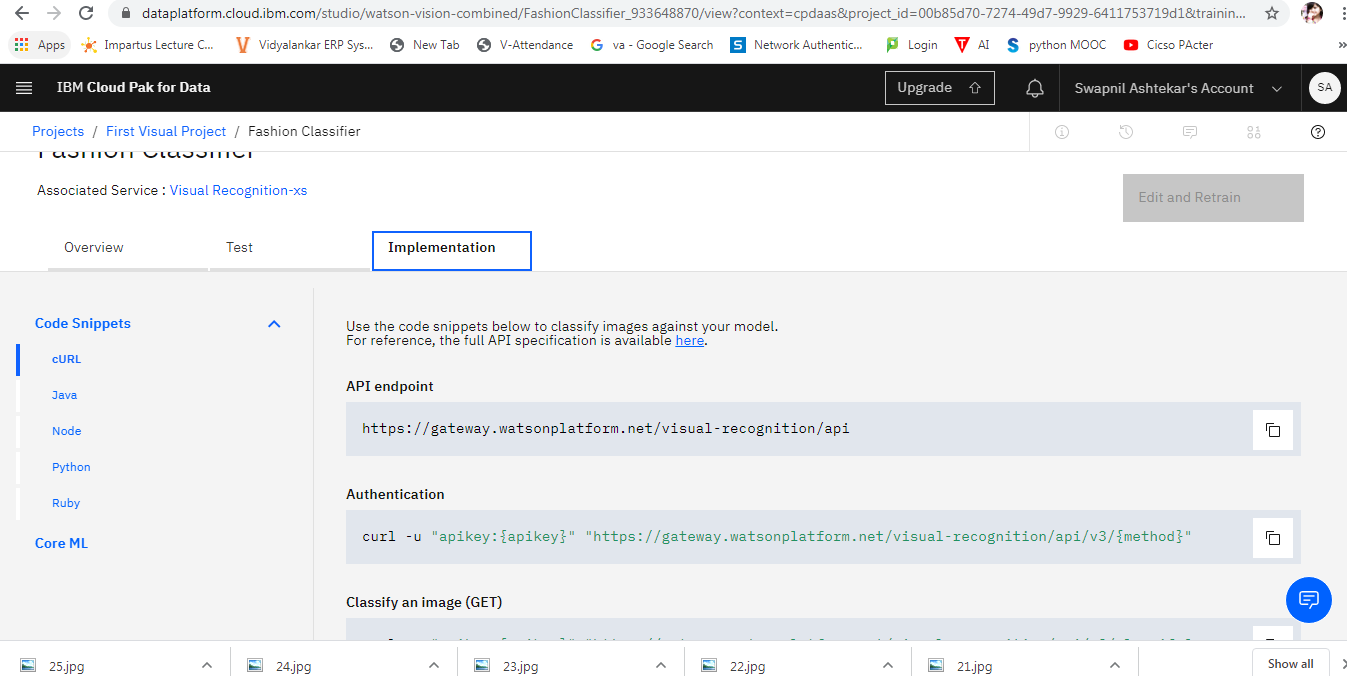 dataplatform.cloud.ibm.com/studio/watson-vision-combined/FashionClassifier_933648870/view?context=cpdaas&project_id=00b85d70-7274-49d7-9929-6411753719d1&trainin...
Apps Impartus Lecture C... Vidyalankar ERP Sys... New Tab V-Attendance va - Google Search Network Authentic... Login AI python MOOC Cicso PActer »
IBM Cloud Pak for Data Upgrade Swapnil Ashtekar's Account SA
Projects / First Visual Project / Fashion Classifier
Fashion Classifier
Associated Service : Visual Recognition-xs
Edit and Retrain
Overview Test Implementation
Code Snippets
cURL
Java
Node
Python
Ruby
Core ML
Use the code snippets below to classify images against your model.
For reference, the full API specification is available here.
API endpoint
https://gateway.watsonplatform.net/visual-recognition/api
Authentication
curl -u "apikey:{apikey}" "https://gateway.watsonplatform.net/visual-recognition/api/v3/{method}"
Classify an image (GET)
25.jpg 24.jpg 23.jpg 22.jpg 21.jpg Show all